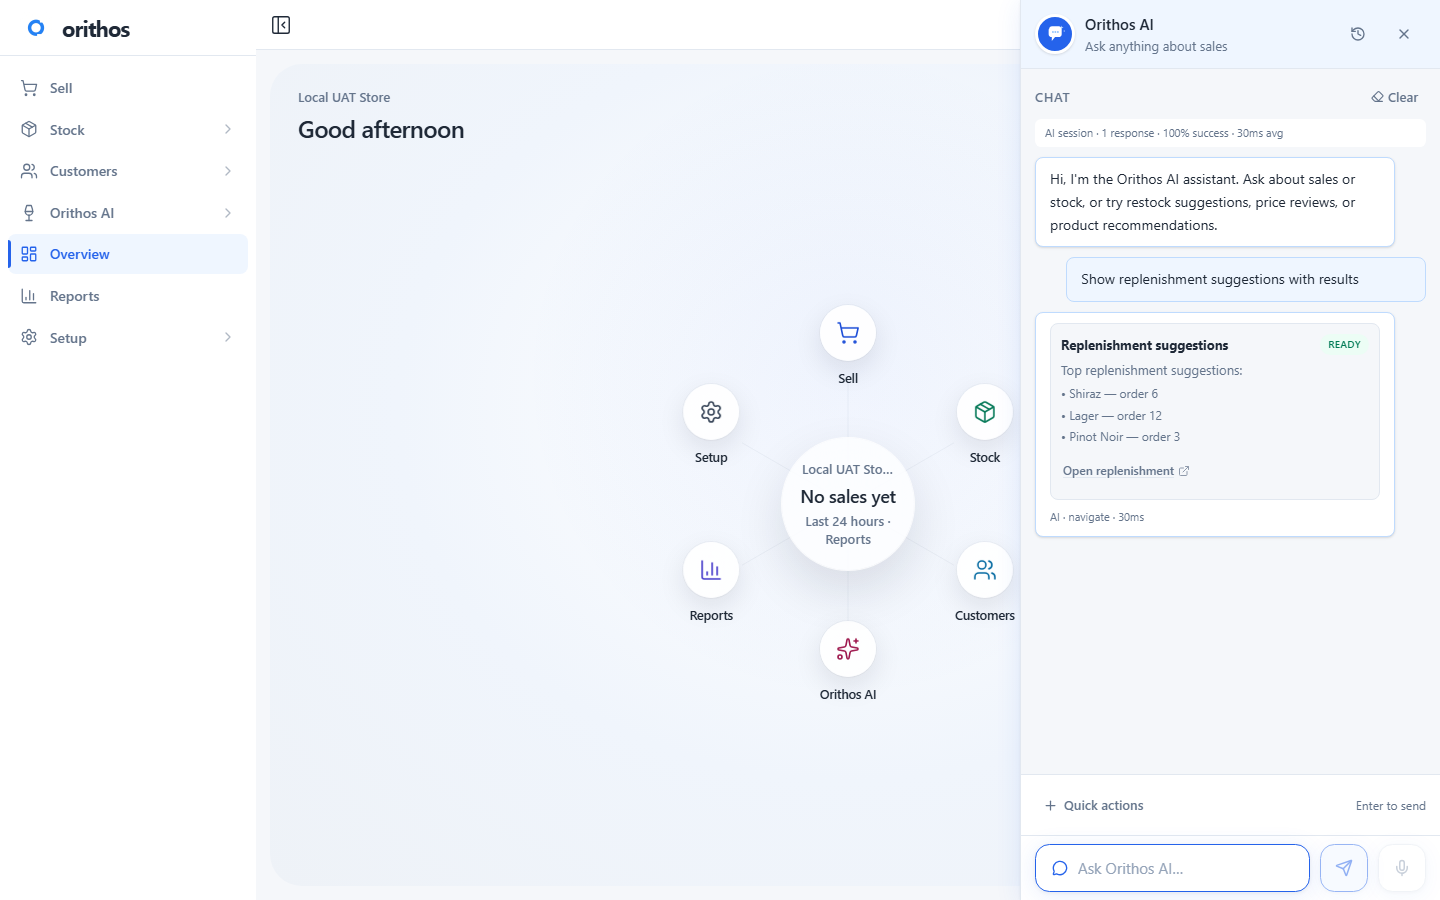 orithos
Sell
Stock
Customers
Orithos AI
Overview
Reports
Setup
Local UAT Store
Good afternoon
Sell
Setup
Stock
Local UAT Sto...
No sales yet
Last 24 hours ·
Reports
Reports
Customers
Orithos AI
Orithos AI
Ask anything about sales
CHAT
Clear
AI session · 1 response · 100% success · 30ms avg
Hi, I'm the Orithos AI assistant. Ask about sales or
stock, or try restock suggestions, price reviews, or
product recommendations.
Show replenishment suggestions with results
Replenishment suggestions
READY
Top replenishment suggestions:
• Shiraz — order 6
• Lager — order 12
• Pinot Noir — order 3
Open replenishment
AI · navigate · 30ms
Quick actions
Enter to send
Ask Orithos AI...